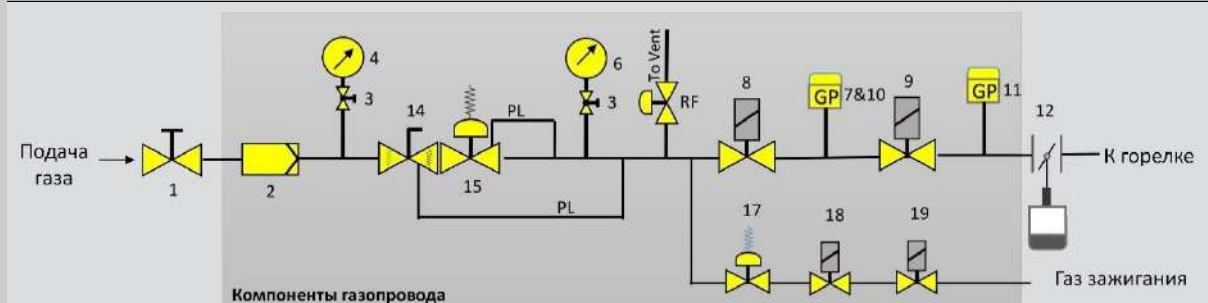 4
6
To Vent
8
9
3
14
3
RF
GP 7&10
GP 11
12
PL
Подача
газа
К горелке
1
2
15
PL
17
18
19
Газ зажигания
Компоненты газопровода